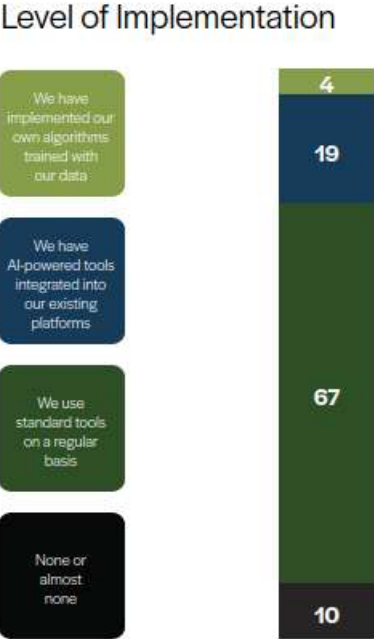 Level of Implementation
We have
implemented our
own algorithms
trained with
our data
4
19
We have
AI-powered tools
integrated into
our existing
platforms
67
We use
standard tools
on a regular
basis
None or
almost
none
10